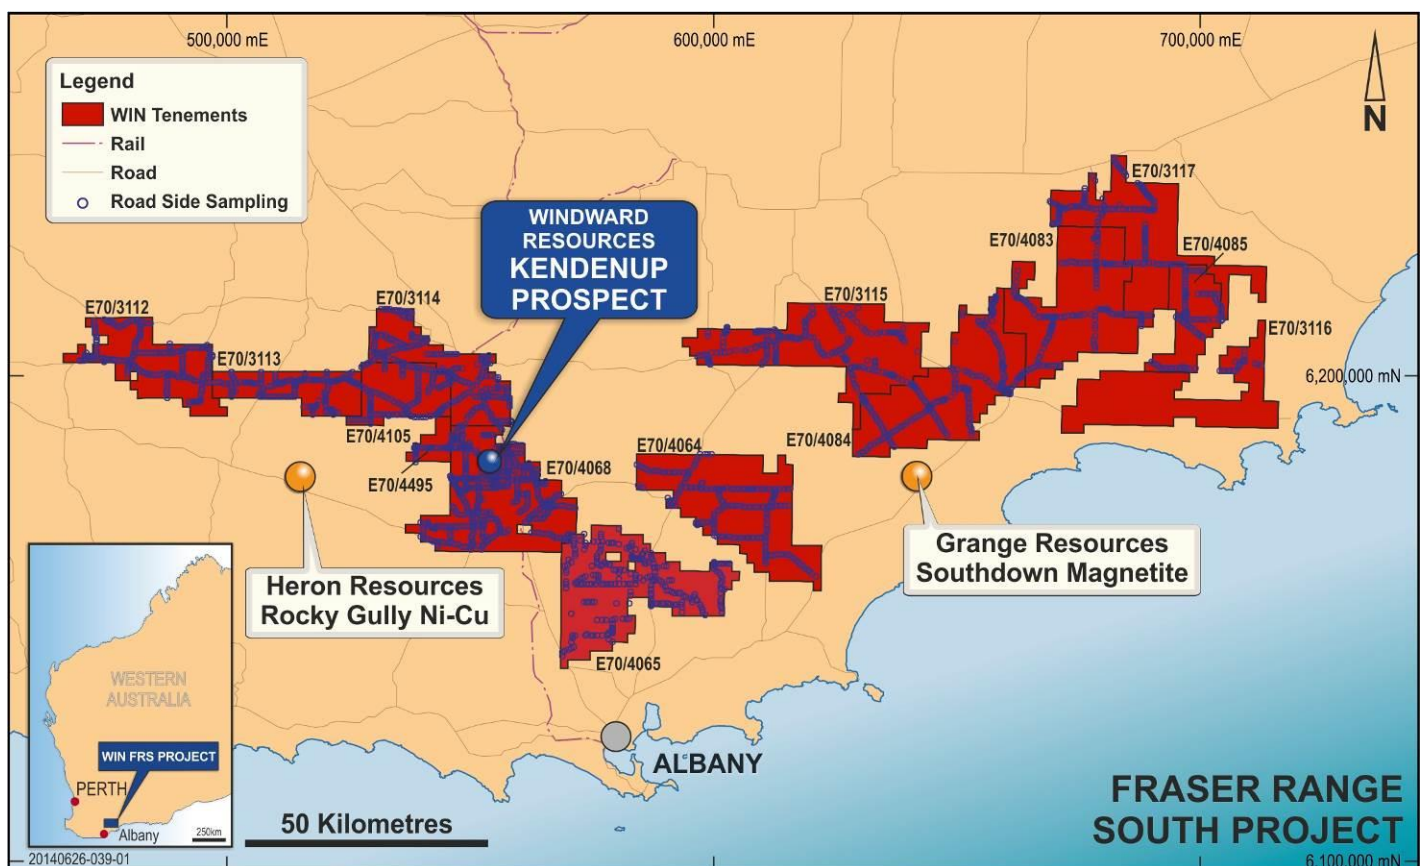 500,000 mE
600,000 mE
700,000 mE
Legend
WIN Tenements
Rail
Road
Road Side Sampling
N
WINDWARD
RESOURCES
KENDENUP
PROSPECT
E70/3117
E70/4083
E70/4085
E70/3112
E70/3114
E70/3115
E70/3116
E70/3113
6,200,000 mN
E70/4105
E70/4084
E70/4064
E70/4495
E70/4068
Heron Resources
Rocky Gully Ni-Cu
Grange Resources
Southdown Magnetite
E70/4065
ALBANY
WESTERN
AUSTRALIA
WIN FRS PROJECT
PERTH
Albany
250km
50 Kilometres
FRASER RANGE
SOUTH PROJECT
20140626-039-01
6,100,000 mN